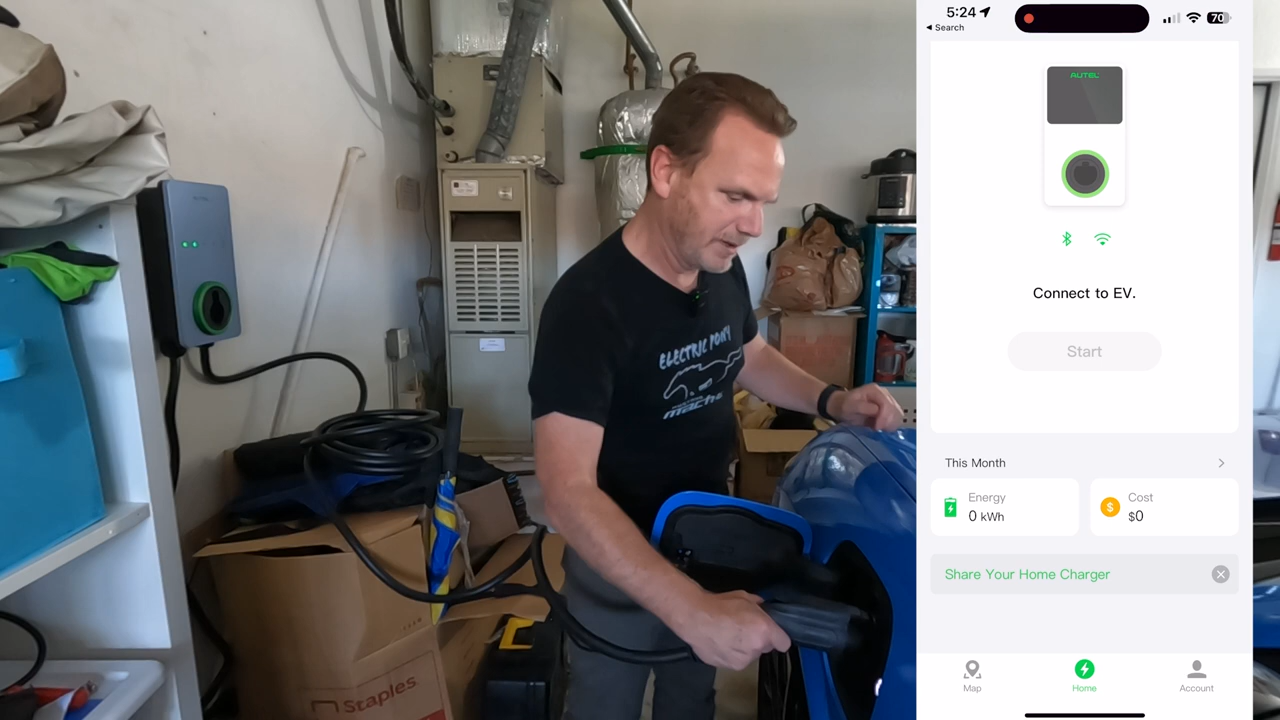 ELECTRIC PONY
mache
Staples
5:24
Search
70
AUTEL
Connect to EV.
Start
This Month
Energy
0 kWh
Cost
$0
Share Your Home Charger
Map
Home
Account